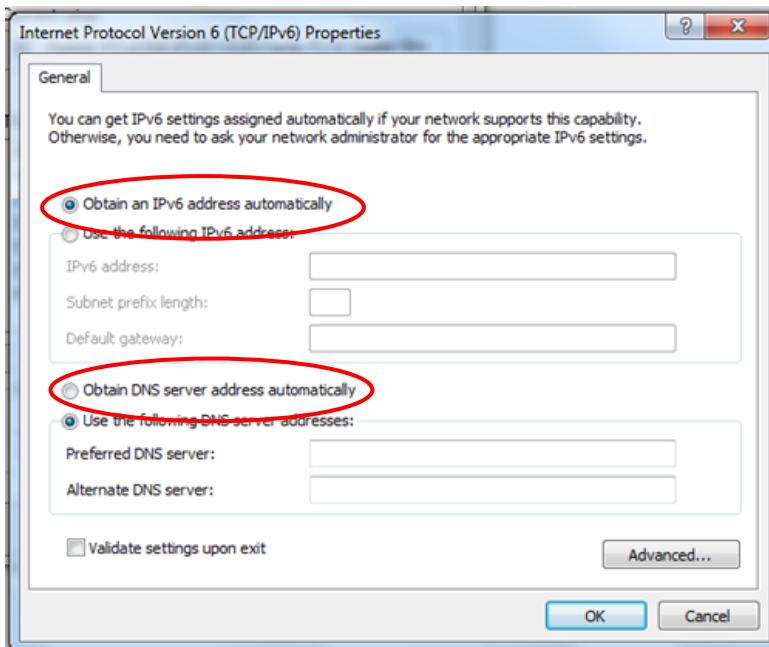 Internet Protocol Version 6 (TCP/IPv6) Properties
General
You can get IPv6 settings assigned automatically if your network supports this capability.
Otherwise, you need to ask your network administrator for the appropriate IPv6 settings.
Obtain an IPv6 address automatically
Use the following IPv6 address:
IPv6 address:
Subnet prefix length:
Default gateway:
Obtain DNS server address automatically
Use the following DNS server addresses:
Preferred DNS server:
Alternate DNS server:
Validate settings upon exit
Advanced...
OK
Cancel